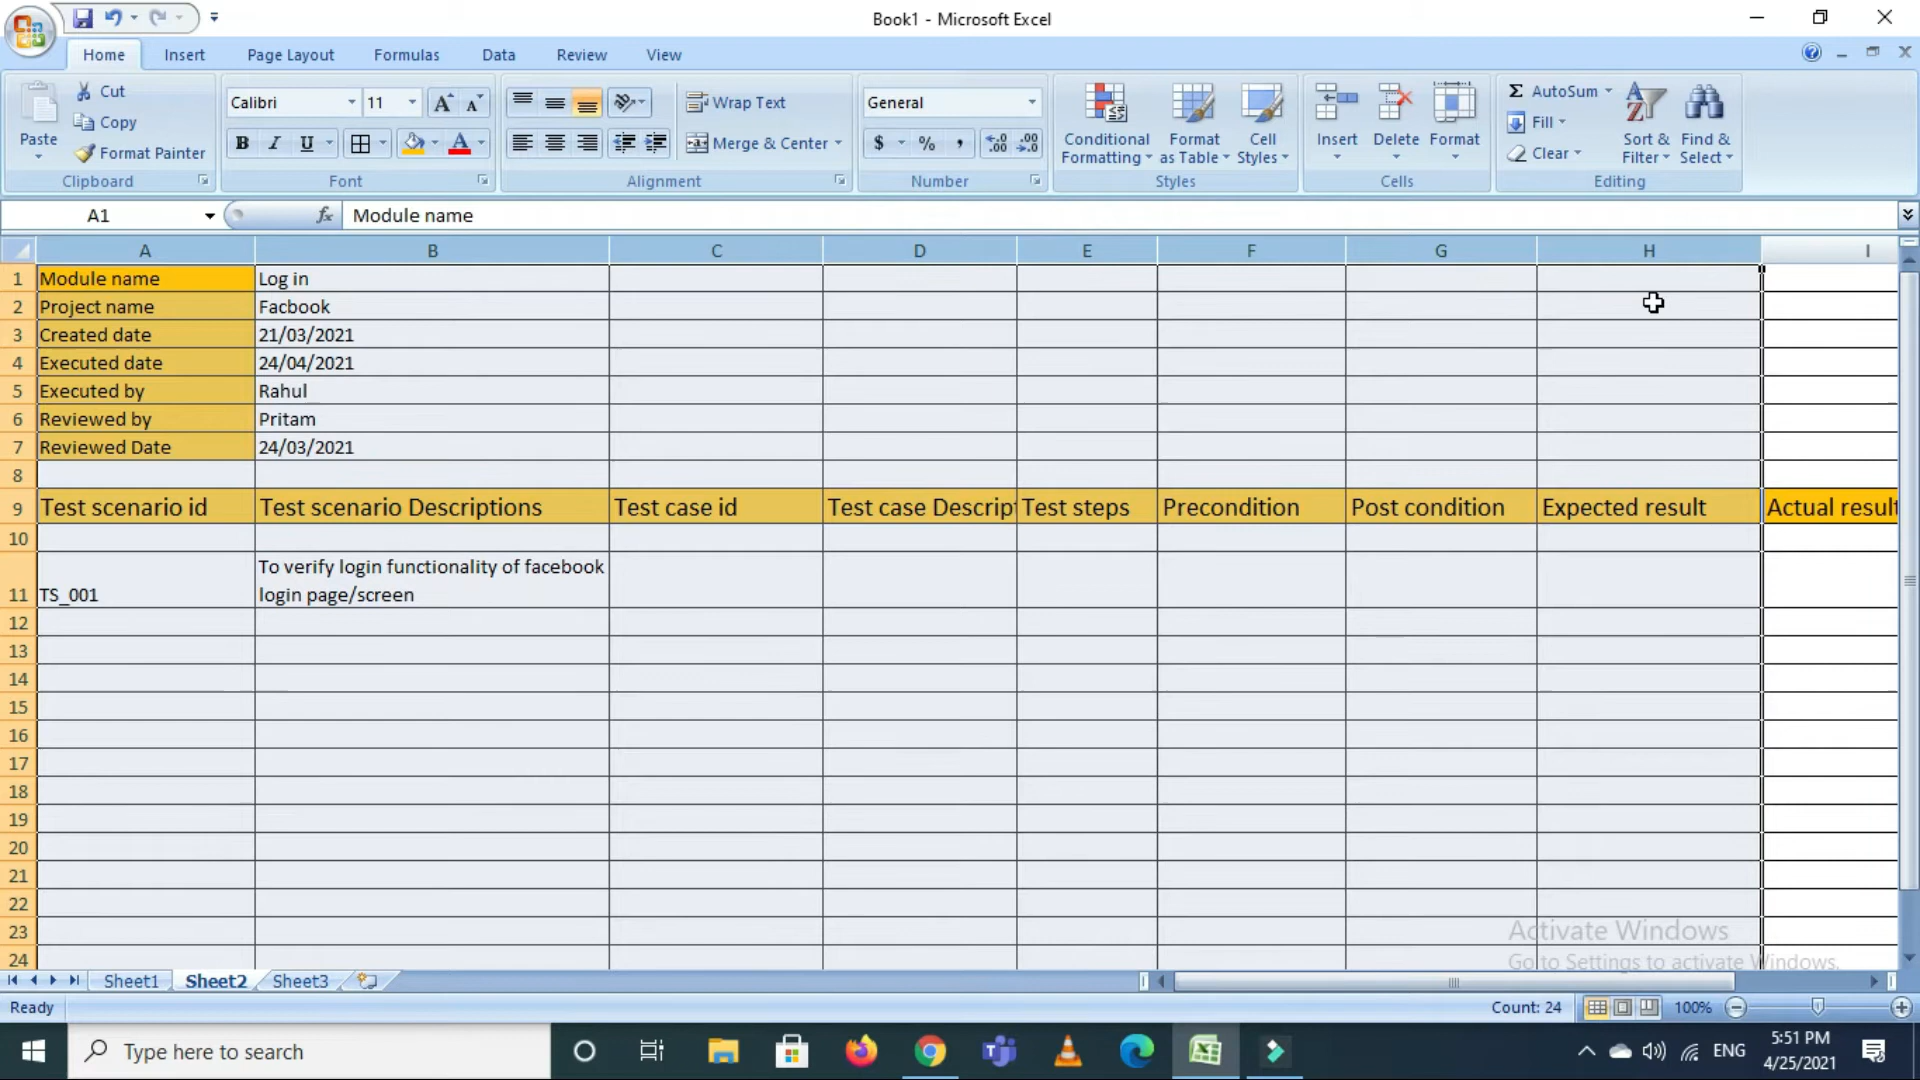 Book1 - Microsoft Excel
Home Insert Page Layout Formulas Data Review View
Paste
Cut
Copy
Format Painter
Clipboard
Calibri 11
B I U
Font
Wrap Text
Merge & Center
Alignment
General
$ % ,
Number
Conditional Formatting
Format as Table
Cell Styles
Styles
Insert Delete Format
Cells
AutoSum
Fill
Clear
Sort & Filter
Find & Select
Editing
A1 fx Module name
A B C D E F G H I
1 Module name Log in
2 Project name Facbook
3 Created date 21/03/2021
4 Executed date 24/04/2021
5 Executed by Rahul
6 Reviewed by Pritam
7 Reviewed Date 24/03/2021
8
9 Test scenario id Test scenario Descriptions Test case id Test case Descript Test steps Precondition Post condition Expected result Actual result
10
To verify login functionality of facebook
11 TS_001 login page/screen
12
13
14
15
16
17
18
19
20
21
22
23
24
Activate Windows
Go to Settings to activate Windows.
Sheet1 Sheet2 Sheet3
Ready Count: 24 100%
Type here to search
ENG
5:51 PM
4/25/2021